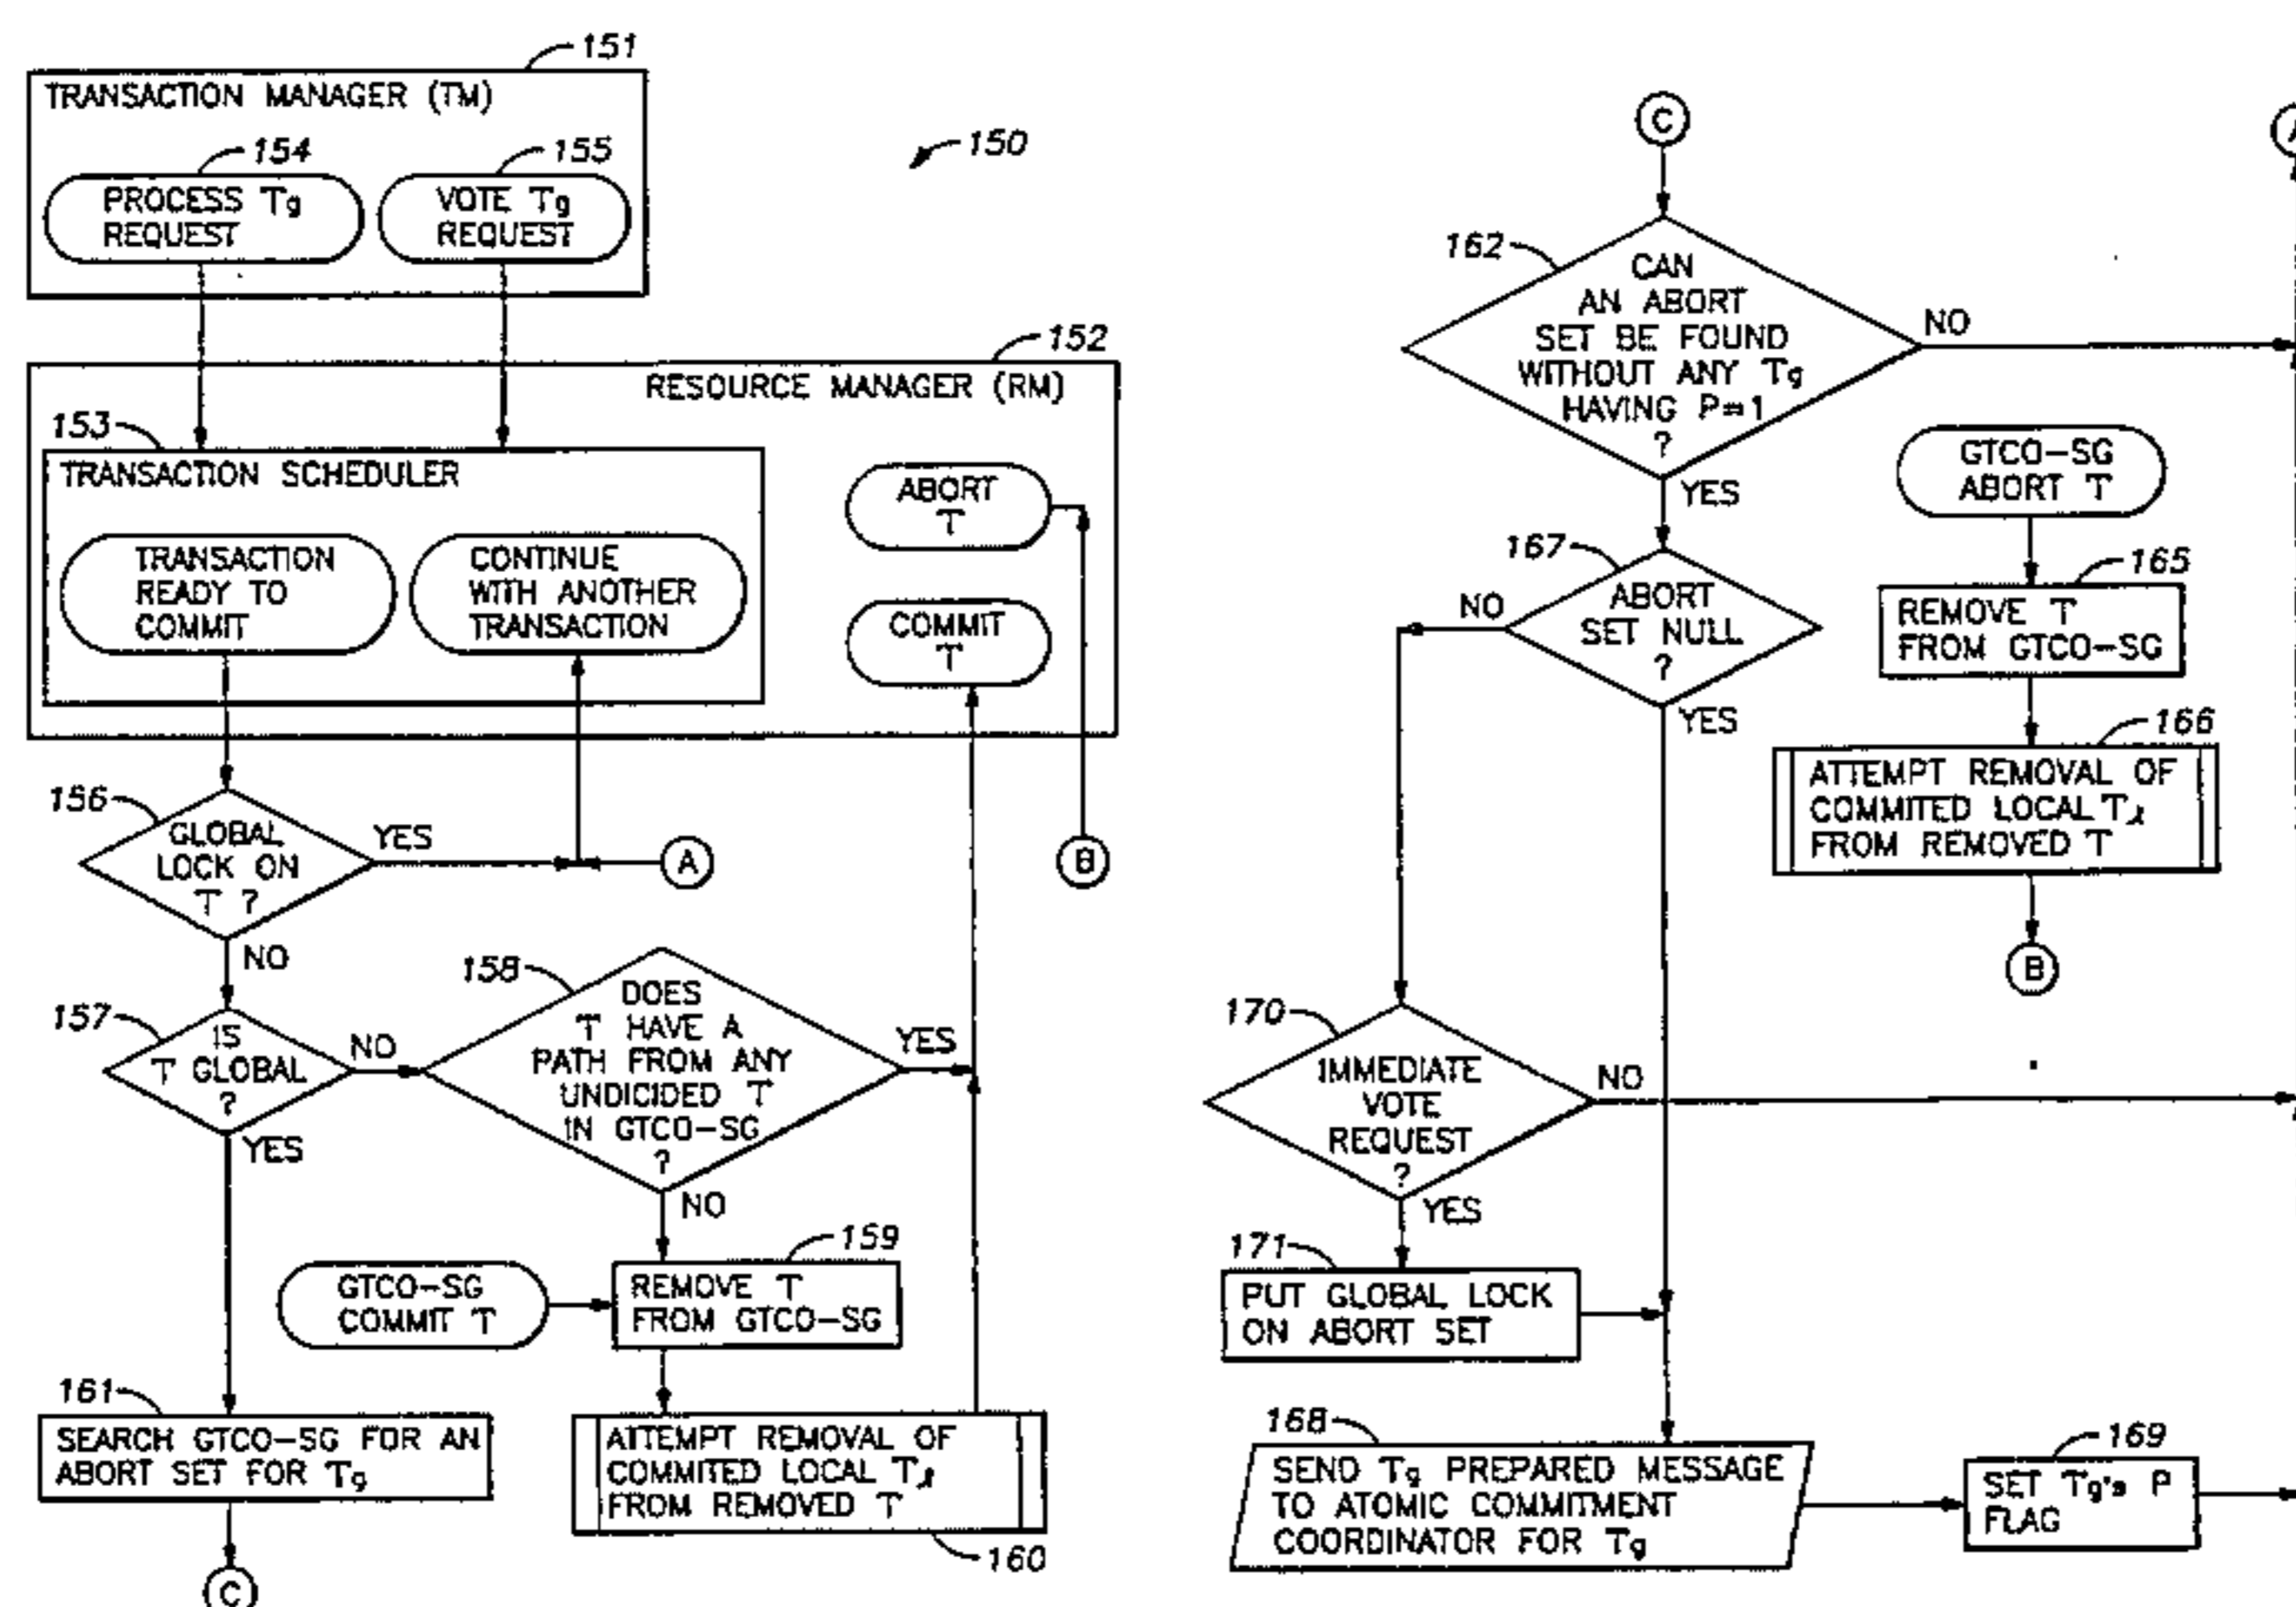 151
TRANSACTION MANAGER (TM)
154
155
PROCESS Tg
REQUEST
VOTE Tg
REQUEST
150
152
RESOURCE MANAGER (RM)
153
TRANSACTION SCHEDULER
TRANSACTION
READY TO
COMMIT
CONTINUE
WITH ANOTHER
TRANSACTION
ABORT
T
COMMIT
T
156
GLOBAL
LOCK ON
T ?
YES
A
B
NO
157
IS
T GLOBAL
?
NO
YES
158
DOES
T HAVE A
PATH FROM ANY
UNDICIDED T
IN GTCO-SG
?
YES
NO
GTCO-SG
COMMIT T
159
REMOVE T
FROM GTCO-SG
161
SEARCH GTCO-SG FOR AN
ABORT SET FOR Tg
C
ATTEMPT REMOVAL OF
COMMITED LOCAL Tℓ
FROM REMOVED T
160
C
A
162
CAN
AN ABORT
SET BE FOUND
WITHOUT ANY Tg
HAVING P=1
?
NO
YES
GTCO-SG
ABORT T
165
REMOVE T
FROM GTCO-SG
166
ATTEMPT REMOVAL OF
COMMITED LOCAL Tℓ
FROM REMOVED T
B
167
ABORT
SET NULL
?
NO
YES
170
IMMEDIATE
VOTE
REQUEST
?
NO
YES
171
PUT GLOBAL LOCK
ON ABORT SET
168
SEND Tg PREPARED MESSAGE
TO ATOMIC COMMITMENT
COORDINATOR FOR Tg
169
SET Tg's P
FLAG